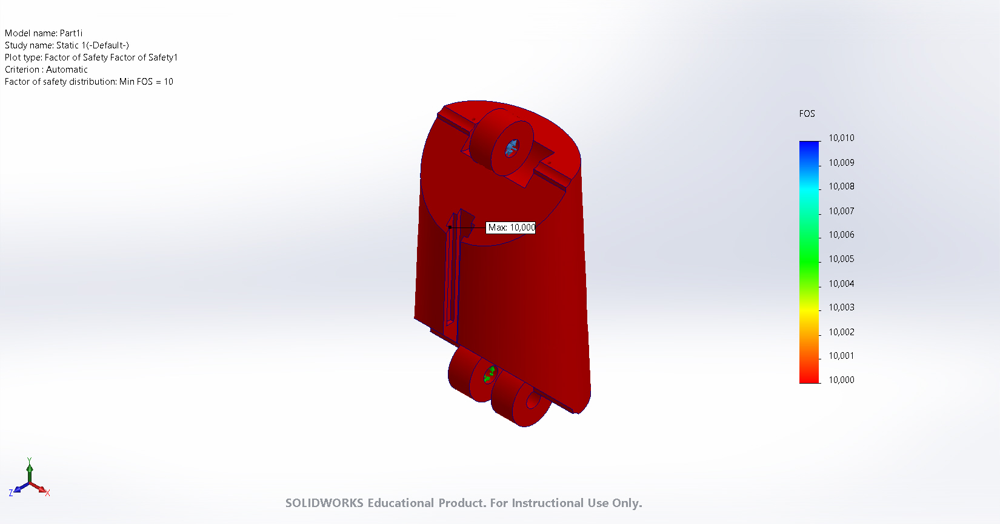 Model name: Part1i
Study name: Static 1(-Default-)
Plot type: Factor of Safety Factor of Safety1
Criterion : Automatic
Factor of safety distribution: Min FOS = 10
FOS
10,010
10,009
10,008
10,007
10,006
10,005
10,004
10,003
10,002
10,001
10,000
Max: 10,000
Y
Z
X
SOLIDWORKS Educational Product. For Instructional Use Only.